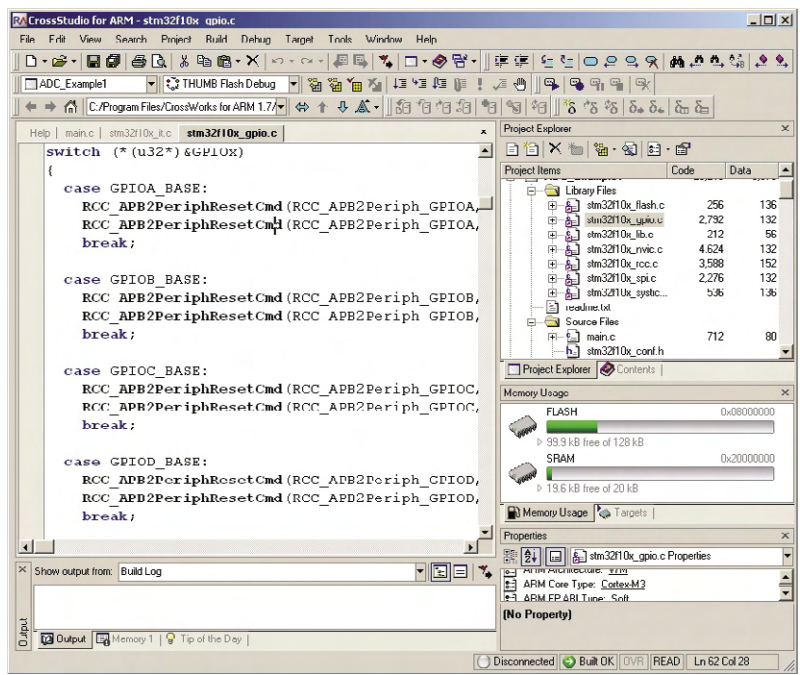 CrossStudio for ARM - stm32f10x_gpio.c
File Edit View Search Project Build Debug Target Tools Window Help
ADC_Example1 THUMB Flash Debug
C:/Program Files/CrossWorks for ARM 1.7/
Help | main.c | stm32f10x_it.c stm32f10x_gpio.c
switch (*(u32*)&GPIOx)
{
case GPIOA_BASE:
RCC_APB2PeriphResetCmd(RCC_APB2Periph_GPIOA,
RCC_APB2PeriphResetCmd(RCC_APB2Periph_GPIOA,
break;
case GPIOB_BASE:
RCC_APB2PeriphResetCmd(RCC_APB2Periph_GPIOB,
RCC_APB2PeriphResetCmd(RCC_APB2Periph_GPIOB,
break;
case GPIOC_BASE:
RCC_APB2PeriphResetCmd(RCC_APB2Periph_GPIOC,
RCC_APB2PeriphResetCmd(RCC_APB2Periph_GPIOC,
break;
case GPIOD_BASE:
RCC_APB2PeriphResetCmd(RCC_APB2Periph_GPIOD,
RCC_APB2PeriphResetCmd(RCC_APB2Periph_GPIOD,
break;
Project Explorer
Project Items Code Data
Library Files
stm32f10x_flash.c 256 136
stm32f10x_gpio.c 2,792 132
stm32f10x_lib.c 212 56
stm32f10x_nvic.c 4,624 132
stm32f10x_rcc.c 3,588 152
stm32f10x_spi.c 2,276 132
stm32f10x_systic... 536 136
readme.txt
Source Files
main.c 712 80
stm32f10x_conf.h
Project Explorer Contents |
Memory Usage
FLASH 0x08000000
99.9 kB free of 128 kB
SRAM 0x20000000
19.6 kB free of 20 kB
Memory Usage Targets |
Properties
stm32f10x_gpio.c Properties
ARM Architecture: V7M
ARM Core Type: Cortex-M3
ARM FP ABI Type: Soft
(No Property)
Show output from: Build Log
Output
Output Memory 1 | Tip of the Day |
Disconnected Built OK OVR READ Ln 62 Col 28